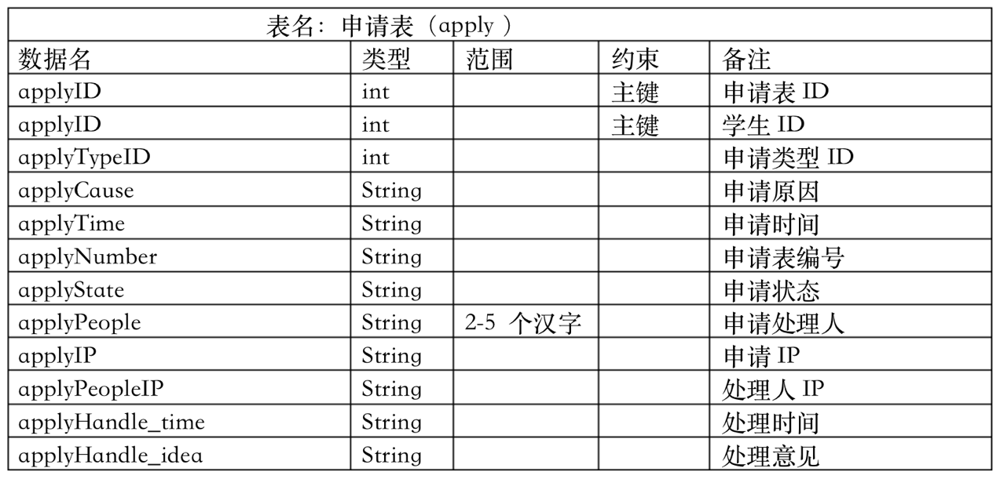 表名：申请表（apply ）
数据名 类型 范围 约束 备注
applyID int 主键 申请表 ID
applyID int 主键 学生 ID
applyTypeID int 申请类型 ID
applyCause String 申请原因
applyTime String 申请时间
applyNumber String 申请表编号
applyState String 申请状态
applyPeople String 2-5 个汉字 申请处理人
applyIP String 申请 IP
applyPeopleIP String 处理人 IP
applyHandle_time String 处理时间
applyHandle_idea String 处理意见